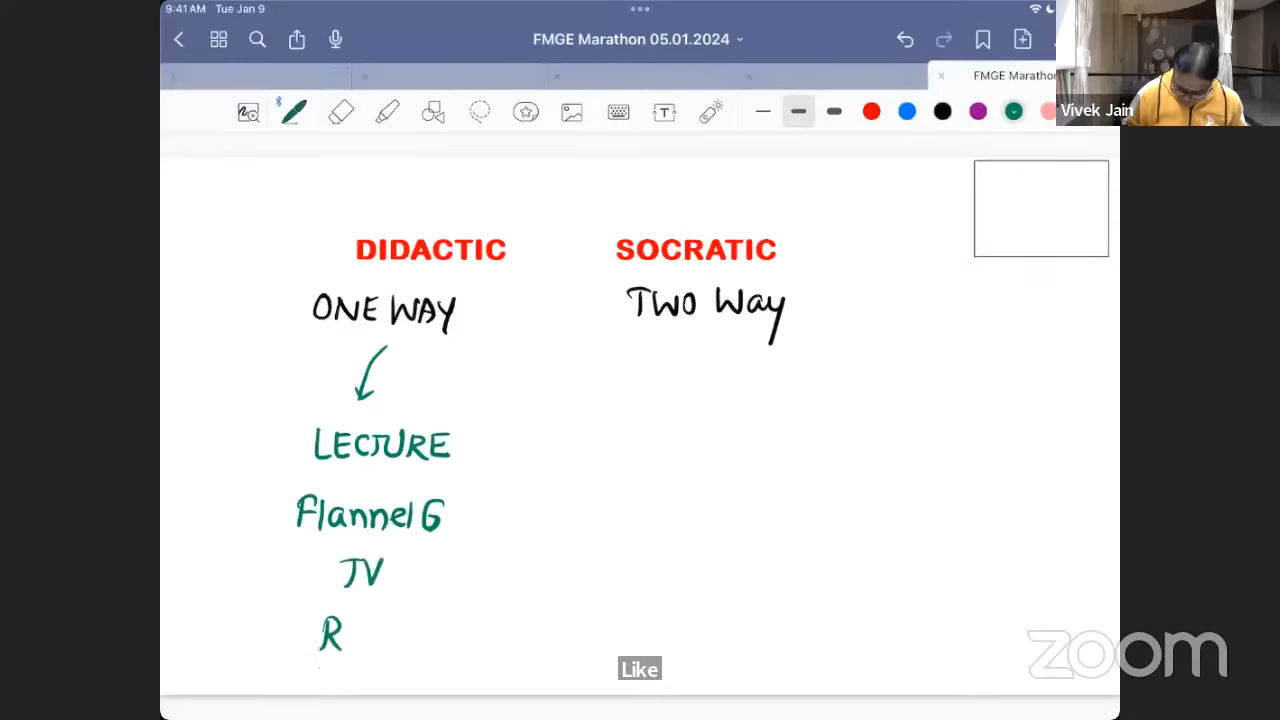 9:41 AM Tue Jan 9
FMGE Marathon 05.01.2024
FMGE Marathon
T
Vivek Jain
DIDACTIC SOCRATIC
ONE WAY TWO Way
LECTURE
Flannel G
TV
R
Like
zoom